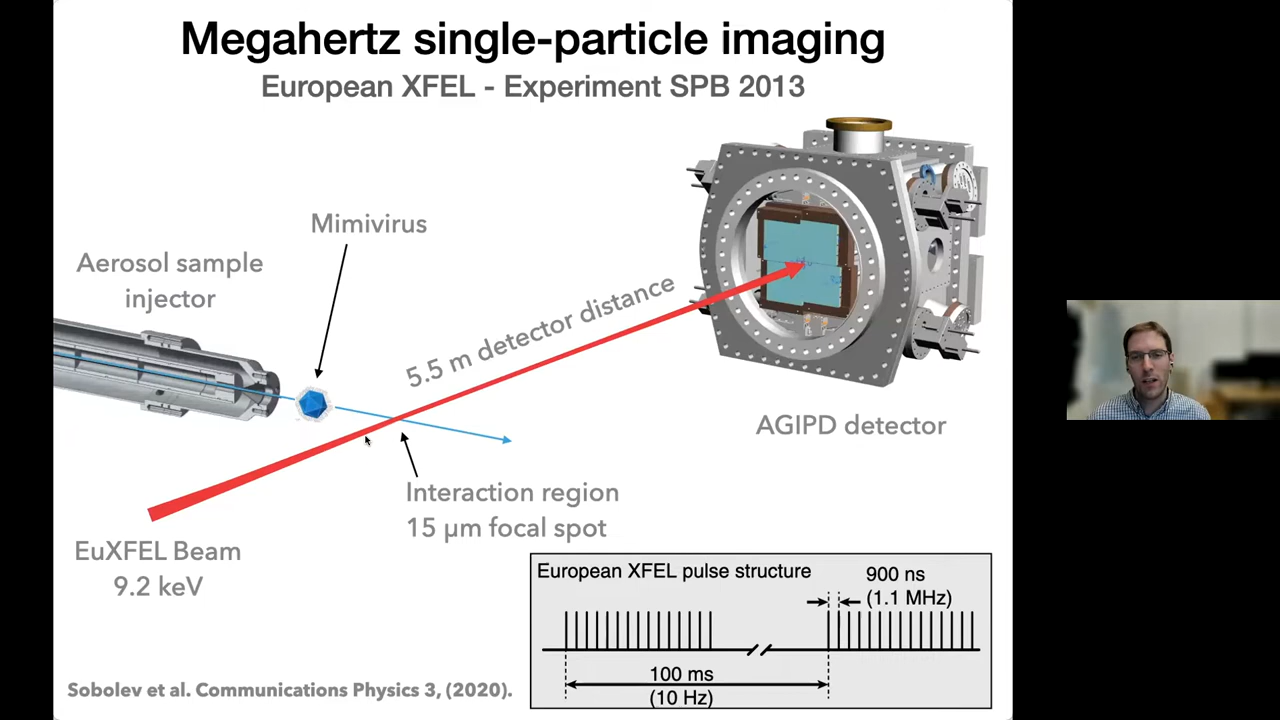 Megahertz single-particle imaging
European XFEL - Experiment SPB 2013
Mimivirus
Aerosol sample
injector
5.5 m detector distance
AGIPD detector
Interaction region
15 µm focal spot
EuXFEL Beam
9.2 keV
European XFEL pulse structure
900 ns
(1.1 MHz)
100 ms
(10 Hz)
Sobolev et al. Communications Physics 3, (2020).